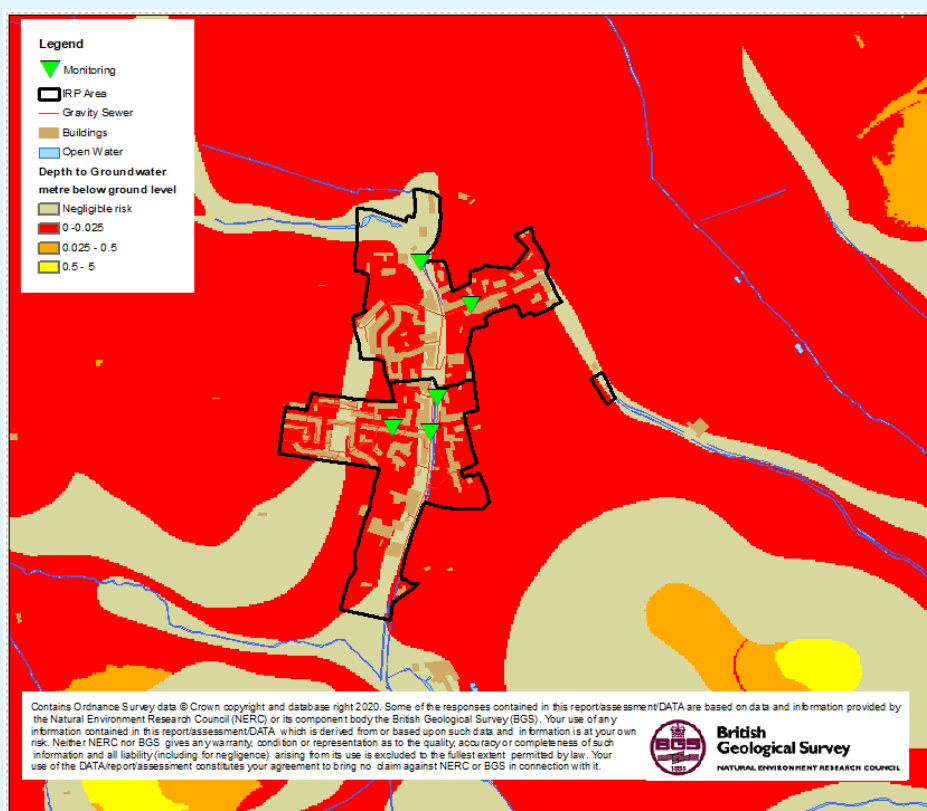 Legend
Monitoring
IRP Area
Gravity Sewer
Buildings
Open Water
Depth to Groundwater
metre below ground level
Negligible risk
0 -0.025
0.025 - 0.5
0.5 - 5
Contains Ordnance Survey data © Crown copyright and database right 2020. Some of the responses contained in this report/assessment/DATA are based on data and information provided by
the Natural Environment Research Council (NERC) or its component body the British Geological Survey (BGS). Your use of any
information contained in this report/assessment/DATA which is derived from or based upon such data and information is at your own
risk. Neither NERC nor BGS gives any warranty, condition or representation as to the quality, accuracy or completeness of such
information and all liability (including for negligence) arising from its use is excluded to the fullest extent permitted by law. Your
use of the DATA/report/assessment constitutes your agreement to bring no claim against NERC or BGS in connection with it.
BGS
1835
British
Geological Survey
NATURAL ENVIRONMENT RESEARCH COUNCIL